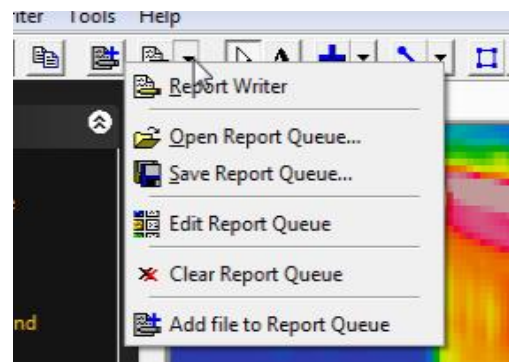 iter Tools Help
A
Report Writer
Open Report Queue...
Save Report Queue...
Edit Report Queue
Clear Report Queue
Add file to Report Queue
nd